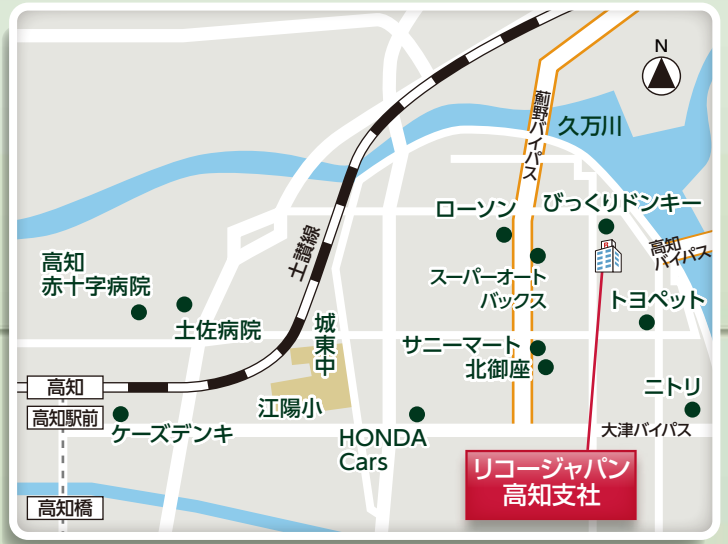 N
薊野バイパス
久万川
ローソン
びっくりドンキー
高知
バイパス
土讃線
高知
赤十字病院
スーパーオート
バックス
トヨペット
土佐病院
城東中
サニーマート
北御座
高知
ニトリ
江陽小
高知駅前
ケーズデンキ
HONDA
Cars
大津バイパス
リコージャパン
高知支社
高知橋